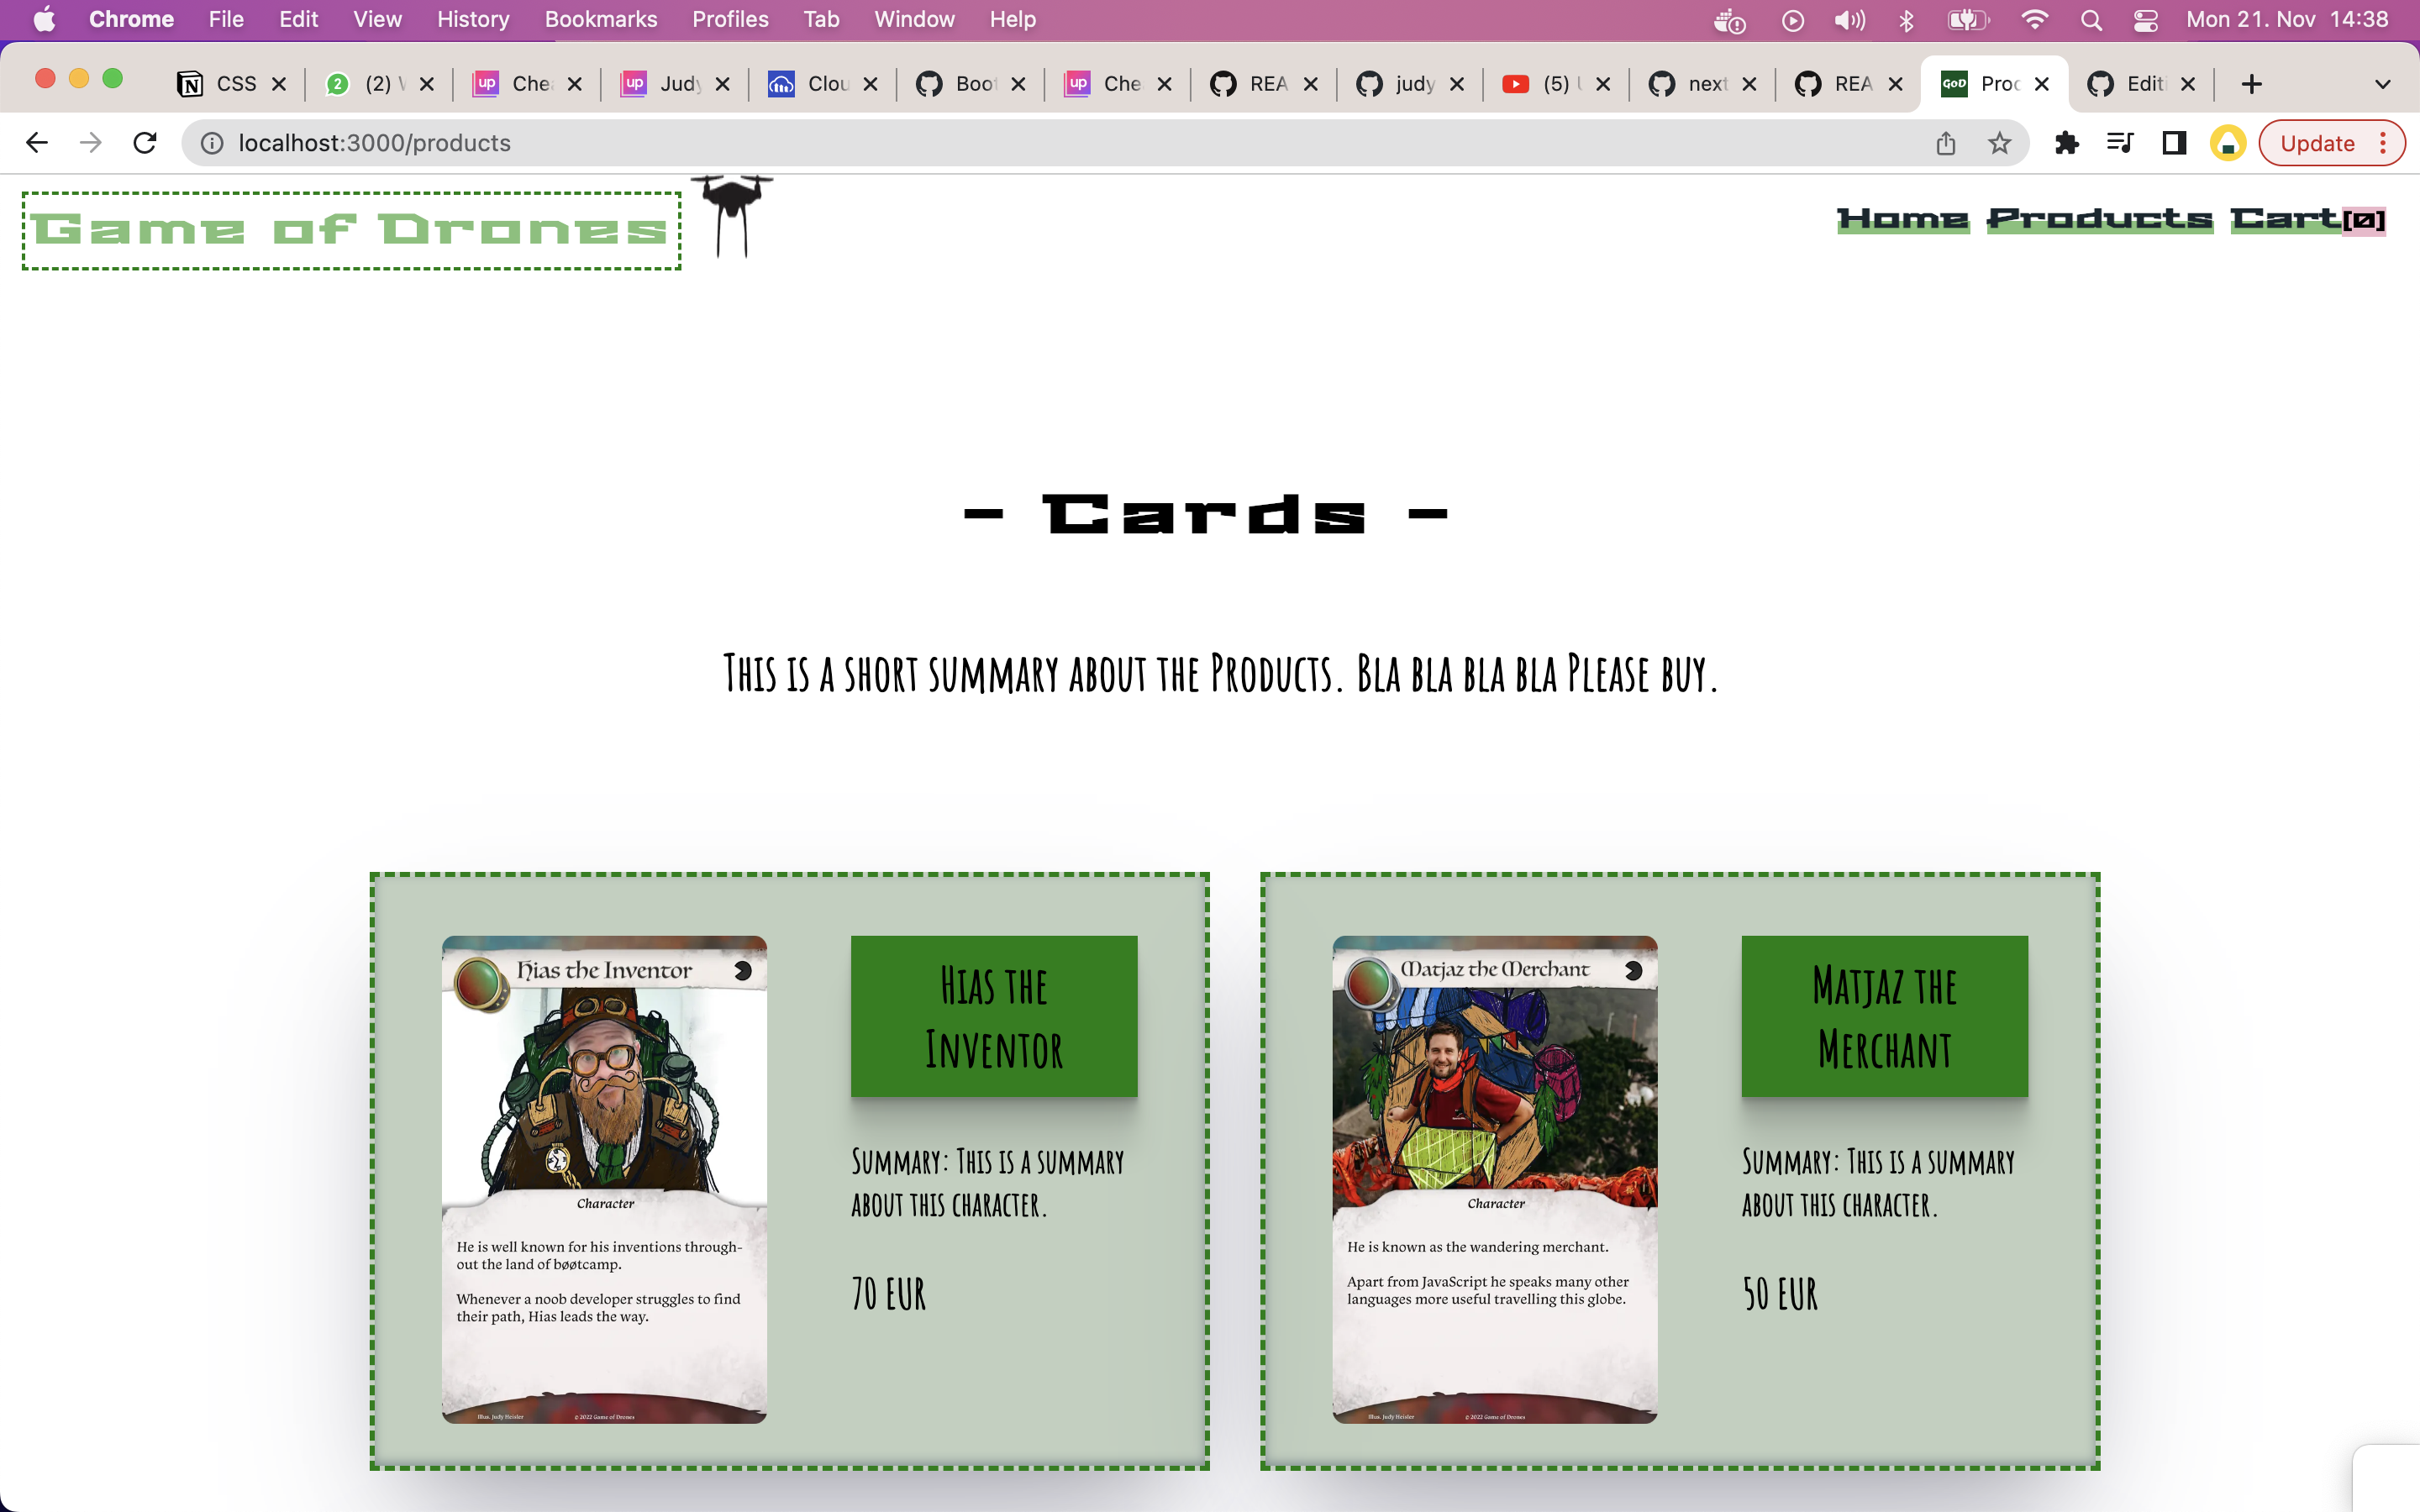 Chrome File Edit View History Bookmarks Profiles Tab Window Help Mon 21. Nov 14:38
CSS (2) Che Judy Clou Boot Che REA judy (5) next REA Proc Editi
localhost:3000/products Update
Game of Drones
Home Products Cart[0]
- Cards -
This is a short summary about the Products. Bla bla bla bla Please buy.
Hias the Inventor
Character
He is well known for his inventions through-
out the land of bøøtcamp.
Whenever a noob developer struggles to find
their path, Hias leads the way.
Illus. Judy Heisler © 2022 Game of Drones
Hias the
Inventor
Summary: This is a summary
about this character.
70 EUR
Matjaz the Merchant
Character
He is known as the wandering merchant.
Apart from JavaScript he speaks many other
languages more useful travelling this globe.
Illus. Judy Heisler © 2022 Game of Drones
Matjaz the
Merchant
Summary: This is a summary
about this character.
50 EUR